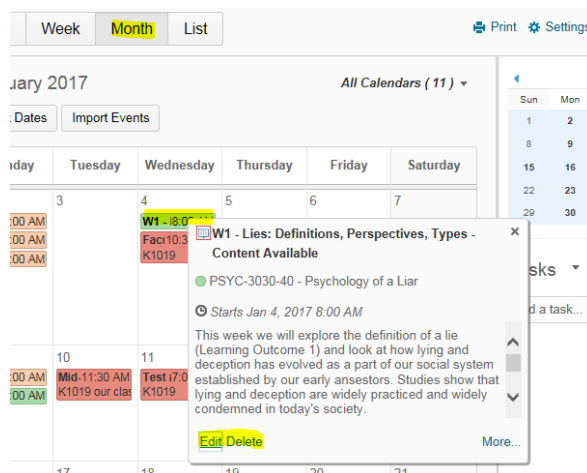 Week Month List Print Settings
uary 2017 All Calendars ( 11 )
Dates Import Events
Sun Mon
1 2
8 9
15 16
22 23
29 30
day Tuesday Wednesday Thursday Friday Saturday
3 4 5 6 7
:00 AM W1 - 8:00
:00 AM Faci 10:3
:00 AM K1019
W1 - Lies: Definitions, Perspectives, Types - ×
Content Available
PSYC-3030-40 - Psychology of a Liar
Starts Jan 4, 2017 8:00 AM
This week we will explore the definition of a lie
(Learning Outcome 1) and look at how lying and
deception has evolved as a part of our social system
established by our early ansestors. Studies show that
lying and deception are widely practiced and widely
condemned in today's society.
Edit Delete More...
sks
d a task...
10 11
:00 AM Mid-11:30 AM Test i7:0
:00 AM K1019 our clas K1019
17 18 19 20 21